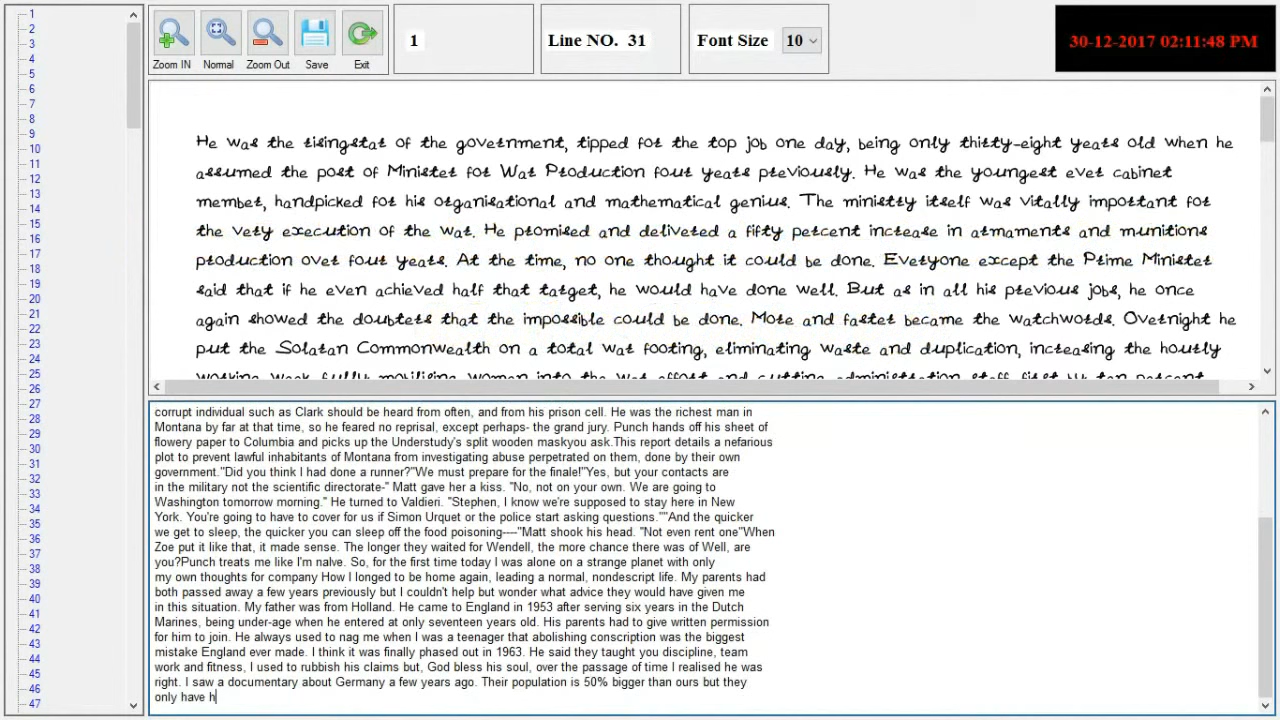 1
2
3
4
5
6
7
8
9
10
11
12
13
14
15
16
17
18
19
20
21
22
23
24
25
26
27
28
29
30
31
32
33
34
35
36
37
38
39
40
41
42
43
44
45
46
47
Zoom IN Normal Zoom Out Save Exit
1
Line NO. 31
Font Size 10
30-12-2017 02:11:48 PM
He was the risingstar of the government, tipped for the top job one day, being only thirty-eight years old when he
assumed the post of Minister for War Production four years previously. He was the youngest ever cabinet
member, handpicked for his organisational and mathematical genius. The ministry itself was vitally important for
the very execution of the war. He promised and delivered a fifty percent increase in armaments and munitions
production over four years. At the time, no one thought it could be done. Everyone except the Prime Minister
said that if he even achieved half that target, he would have done well. But as in all his previous jobs, he once
again showed the doubters that the impossible could be done. More and faster became the watchwords. Overnight he
put the Solaran Commonwealth on a total war footing, eliminating waste and duplication, increasing the hourly
working week fully mobilising women into the war effort and cutting administration staff first by ten percent
corrupt individual such as Clark should be heard from often, and from his prison cell. He was the richest man in
Montana by far at that time, so he feared no reprisal, except perhaps- the grand jury. Punch hands off his sheet of
flowery paper to Columbia and picks up the Understudy's split wooden maskyou ask.This report details a nefarious
plot to prevent lawful inhabitants of Montana from investigating abuse perpetrated on them, done by their own
government."Did you think I had done a runner?"We must prepare for the finale!"Yes, but your contacts are
in the military not the scientific directorate-" Matt gave her a kiss. "No, not on your own. We are going to
Washington tomorrow morning." He turned to Valdieri. "Stephen, I know we're supposed to stay here in New
York. You're going to have to cover for us if Simon Urquet or the police start asking questions.""And the quicker
we get to sleep, the quicker you can sleep off the food poisoning----"Matt shook his head. "Not even rent one"When
Zoe put it like that, it made sense. The longer they waited for Wendell, the more chance there was of Well, are
you?Punch treats me like I'm nalve. So, for the first time today I was alone on a strange planet with only
my own thoughts for company How I longed to be home again, leading a normal, nondescript life. My parents had
both passed away a few years previously but I couldn't help but wonder what advice they would have given me
in this situation. My father was from Holland. He came to England in 1953 after serving six years in the Dutch
Marines, being under-age when he entered at only seventeen years old. His parents had to give written permission
for him to join. He always used to nag me when I was a teenager that abolishing conscription was the biggest
mistake England ever made. I think it was finally phased out in 1963. He said they taught you discipline, team
work and fitness, I used to rubbish his claims but, God bless his soul, over the passage of time I realised he was
right. I saw a documentary about Germany a few years ago. Their population is 50% bigger than ours but they
only have h